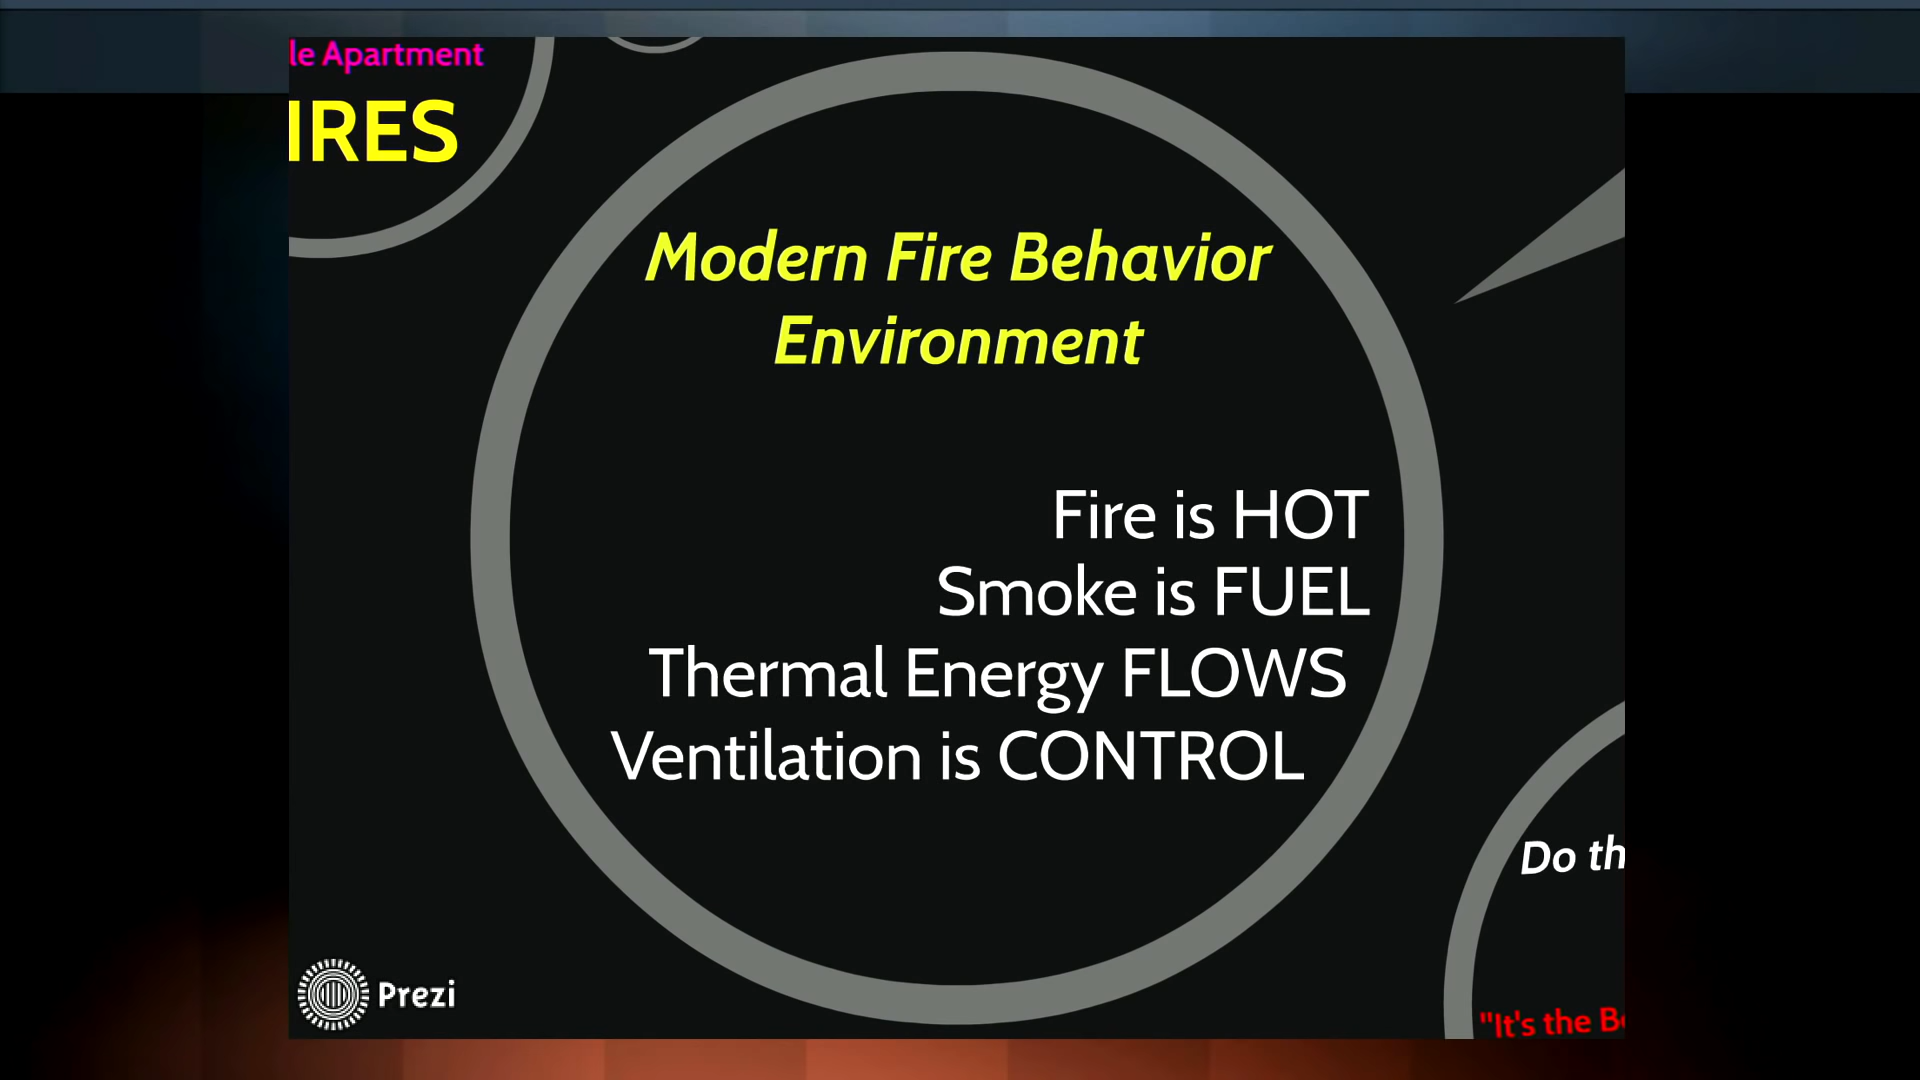 le Apartment
IRES
Modern Fire Behavior
Environment
Fire is HOT
Smoke is FUEL
Thermal Energy FLOWS
Ventilation is CONTROL
Do th
"It's the B
Prezi